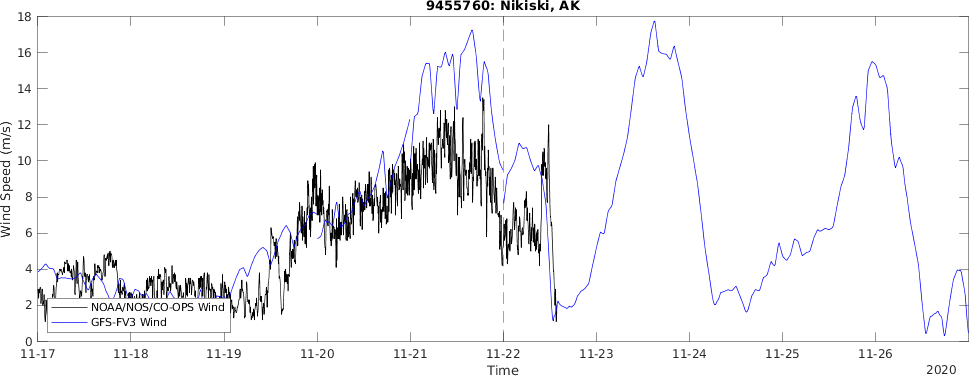 9455760: Nikiski, AK
18
16
14
12
10
8
6
4
2
0
Wind Speed (m/s)
NOAA/NOS/CO-OPS Wind
GFS-FV3 Wind
11-17 11-18 11-19 11-20 11-21 11-22 11-23 11-24 11-25 11-26
Time
2020